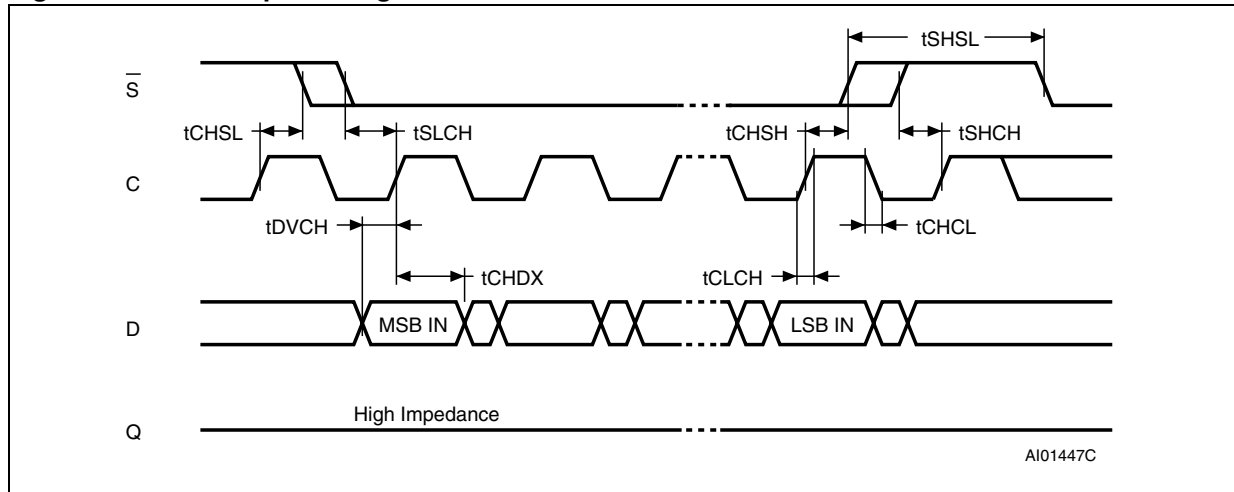 tSHSL
S
tCHSL
tSLCH
tCHSH
tSHCH
C
tDVCH
tCHCL
tCHDX
tCLCH
D
MSB IN
LSB IN
High Impedance
Q
AI01447C